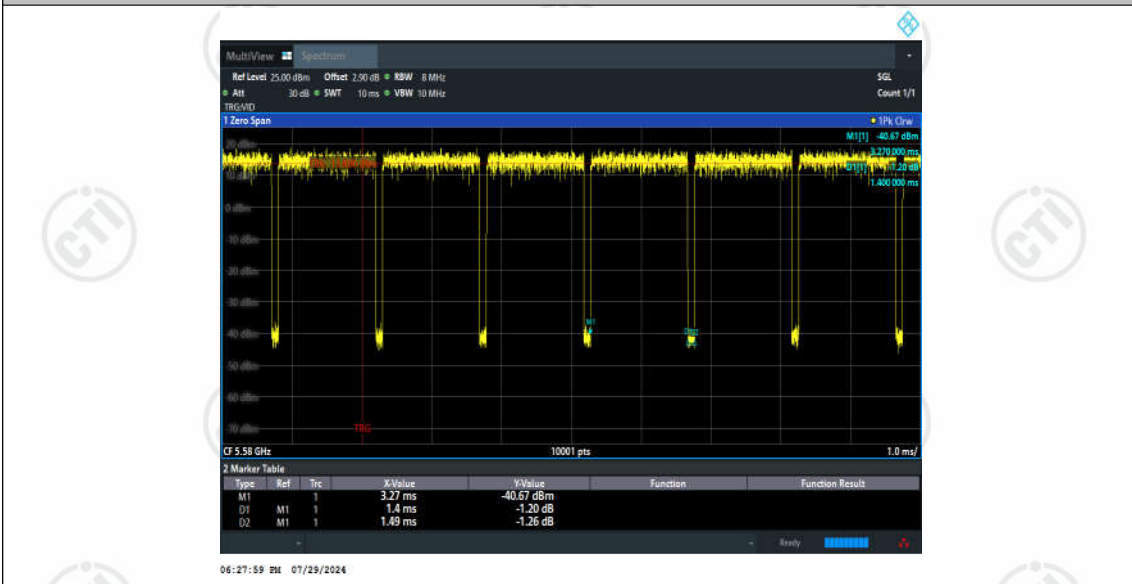 MultiView Spectrum
Ref Level 25.00 dBm Offset 2.90 dB RBW 8 MHz SGL
Att 30 dB SWT 10 ms VBW 10 MHz Count 1/1
TRG:VID
1 Zero Span 1Pk Clrw
M1[1] -40.67 dBm
3.270 000 ms
20 dBm
D1[1] -1.20 dB
1.400 000 ms
10 dBm
0 dBm
-10 dBm
-20 dBm
-30 dBm
M1
-40 dBm
-50 dBm
-60 dBm
-70 dBm TRG
CF 5.58 GHz 10001 pts 1.0 ms/
2 Marker Table
Type Ref Trc X-Value Y-Value Function Function Result
M1 1 3.27 ms -40.67 dBm
D1 M1 1 1.4 ms -1.20 dB
D2 M1 1 1.49 ms -1.26 dB
Ready
06:27:59 PM 07/29/2024
CTI
CTI